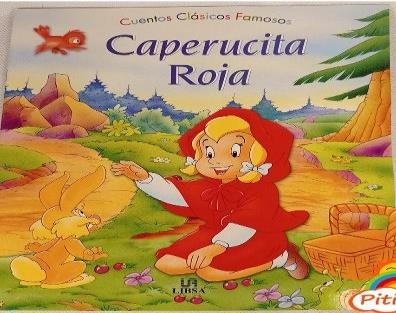 Cuentos Clásicos Famosos
Caperucita
Roja
LIBSA
Piti